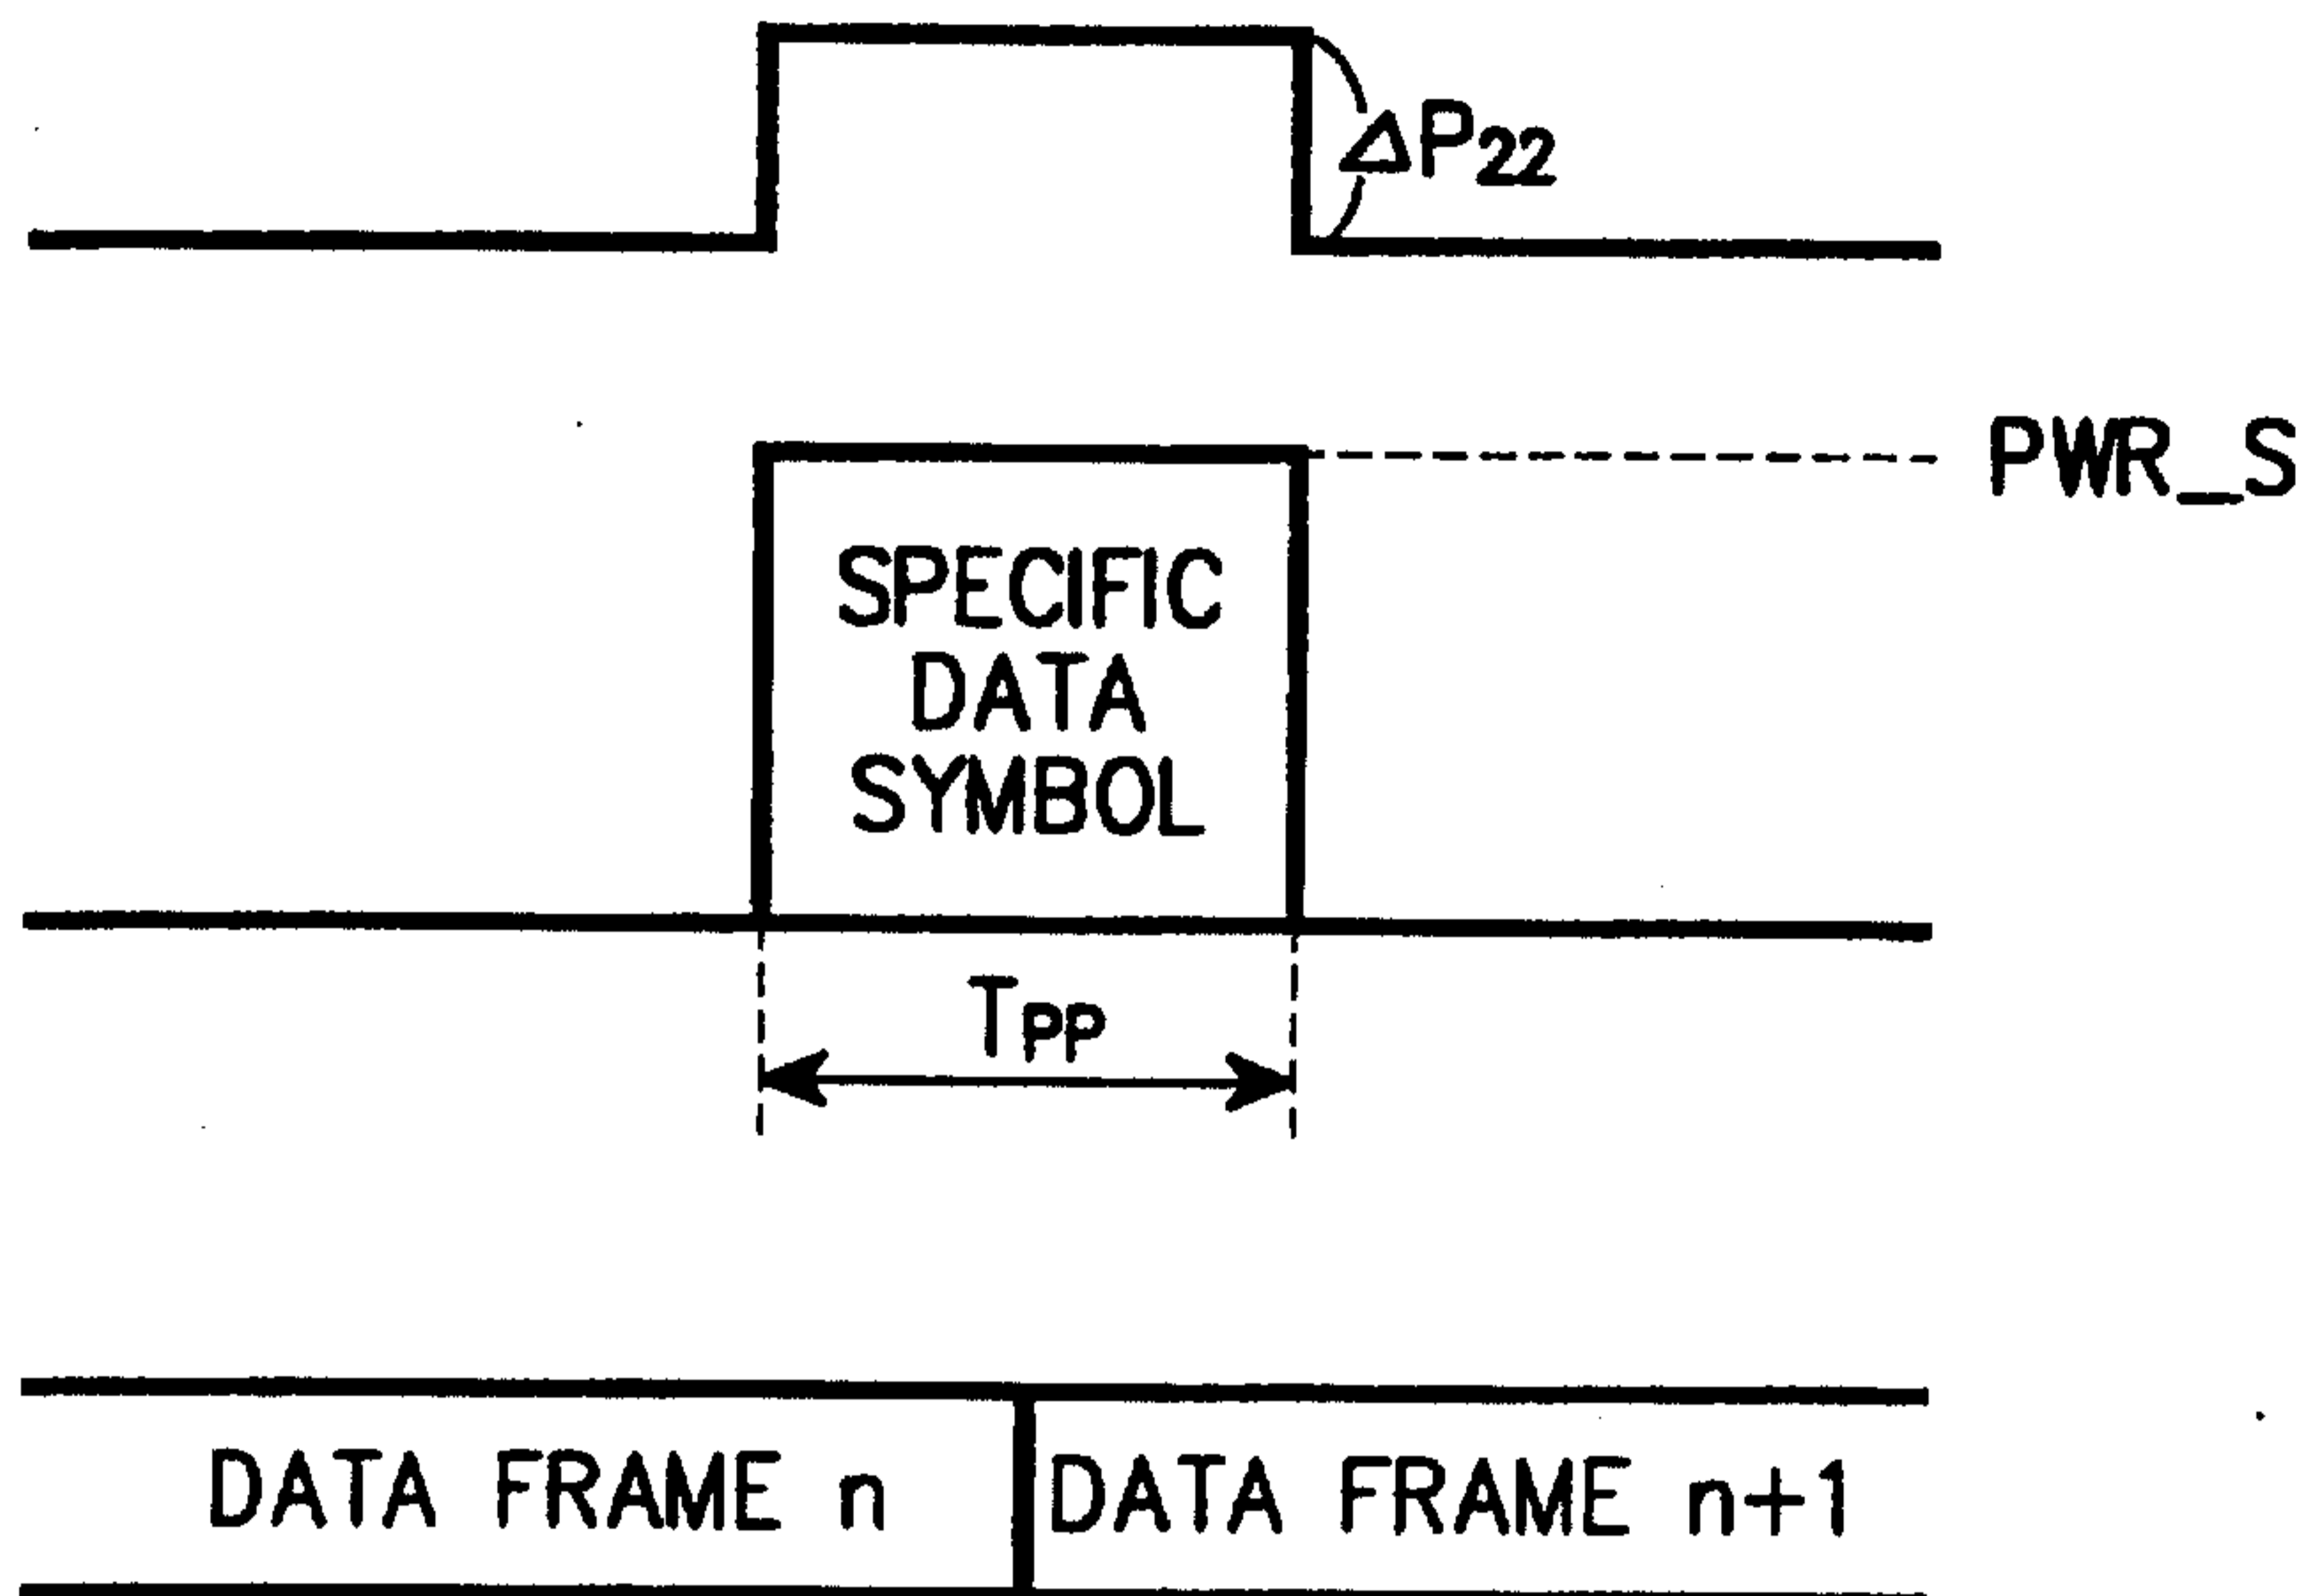 ΔP22
PWR_S
SPECIFIC
DATA
SYMBOL
TPP
DATA FRAME n
DATA FRAME n+1